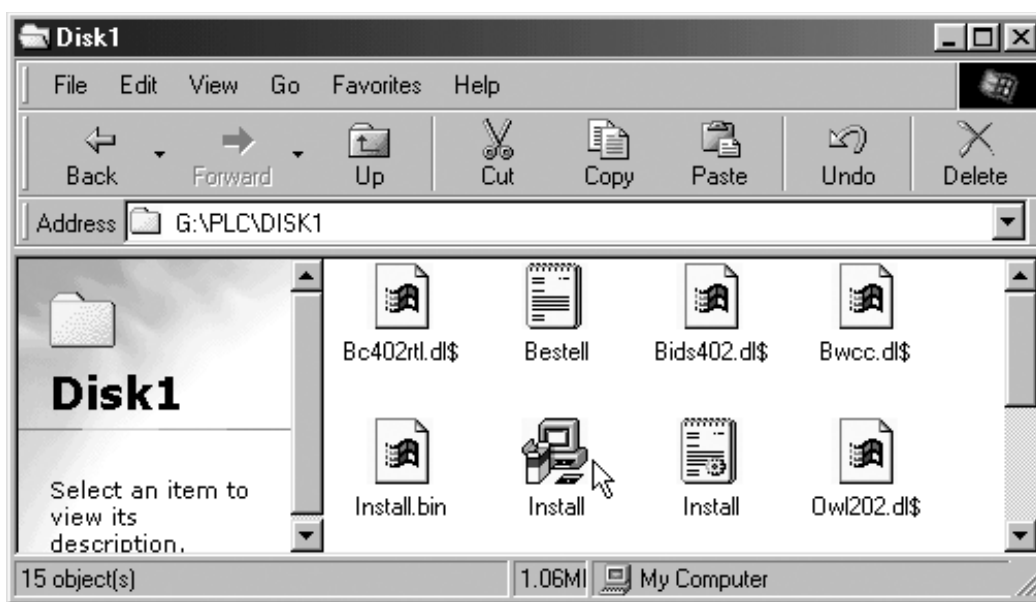 Disk1
File Edit View Go Favorites Help
Back Forward Up Cut Copy Paste Undo Delete
Address G:\PLC\DISK1
Bc402rtl.dl$ Bestell Bids402.dl$ Bwcc.dl$
Disk1
Install.bin Install Install Owl202.dl$
Select an item to
view its
description.
15 object(s) 1.06M My Computer